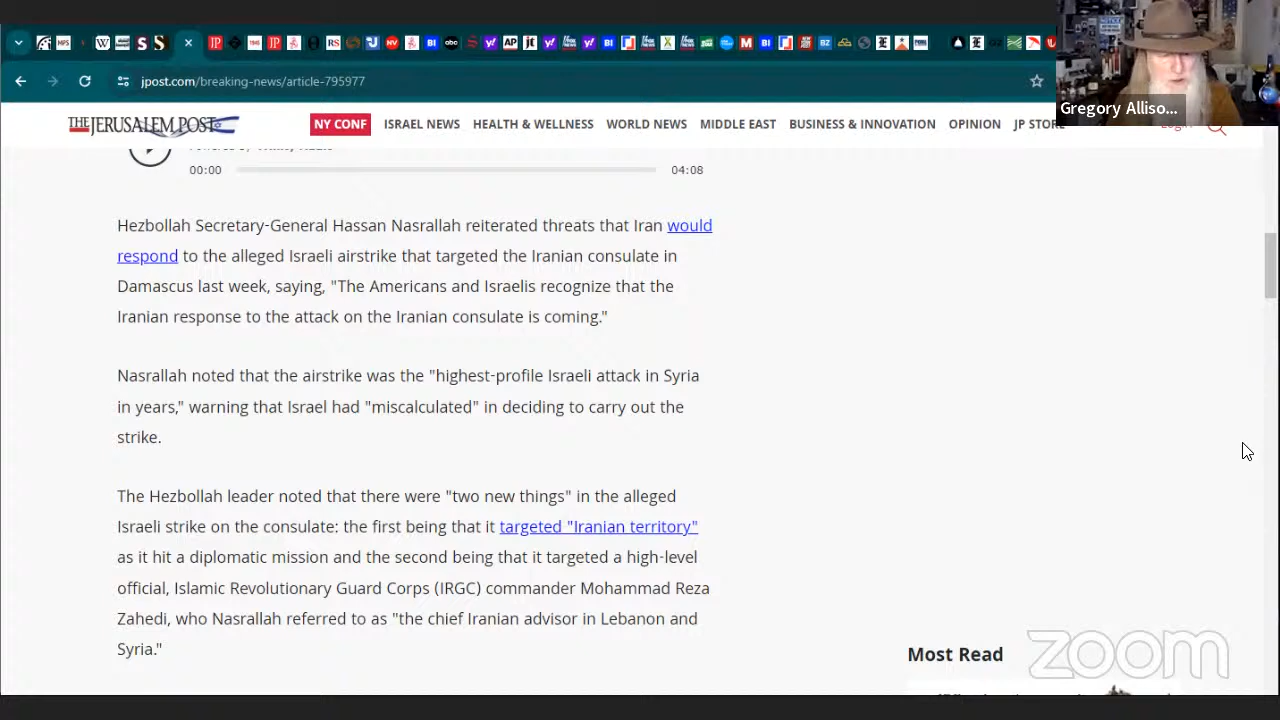 jpost.com/breaking-news/article-795977
Gregory Alliso...
THE JERUSALEM POST
NY CONF ISRAEL NEWS HEALTH & WELLNESS WORLD NEWS MIDDLE EAST BUSINESS & INNOVATION OPINION JP STORE
00:00 04:08
Hezbollah Secretary-General Hassan Nasrallah reiterated threats that Iran would
respond to the alleged Israeli airstrike that targeted the Iranian consulate in
Damascus last week, saying, "The Americans and Israelis recognize that the
Iranian response to the attack on the Iranian consulate is coming."
Nasrallah noted that the airstrike was the "highest-profile Israeli attack in Syria
in years," warning that Israel had "miscalculated" in deciding to carry out the
strike.
The Hezbollah leader noted that there were "two new things" in the alleged
Israeli strike on the consulate: the first being that it targeted "Iranian territory"
as it hit a diplomatic mission and the second being that it targeted a high-level
official, Islamic Revolutionary Guard Corps (IRGC) commander Mohammad Reza
Zahedi, who Nasrallah referred to as "the chief Iranian advisor in Lebanon and
Syria."
Most Read
zoom